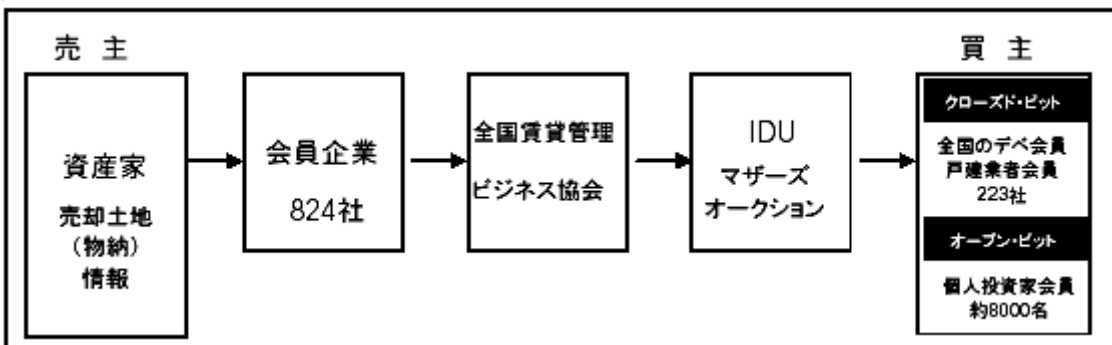 売 主
資産家
売却土地
（物納）
情報
会員企業
824社
全国賃貸管理
ビジネス協会
IDU
マザーズ
オークション
買 主
クローズド・ビット
全国のデベ会員
戸建業者会員
223社
オープン・ビット
個人投資家会員
約8000名